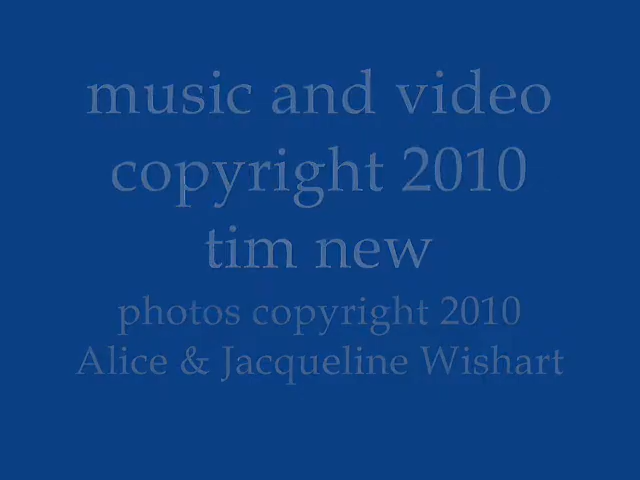 music and video
copyright 2010
tim new
photos copyright 2010
Alice & Jacqueline Wishart